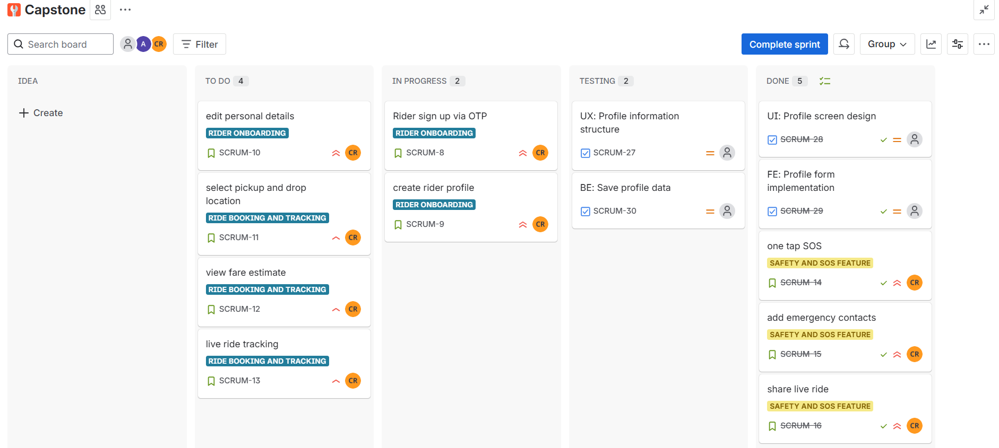 Capstone
Search board
A
CR
Filter
Complete sprint
Group
IDEA
Create
TO DO 4
edit personal details
RIDER ONBOARDING
SCRUM-10
CR
select pickup and drop
location
RIDE BOOKING AND TRACKING
SCRUM-11
CR
view fare estimate
RIDE BOOKING AND TRACKING
SCRUM-12
CR
live ride tracking
RIDE BOOKING AND TRACKING
SCRUM-13
CR
IN PROGRESS 2
Rider sign up via OTP
RIDER ONBOARDING
SCRUM-8
CR
create rider profile
RIDER ONBOARDING
SCRUM-9
CR
TESTING 2
UX: Profile information
structure
SCRUM-27
BE: Save profile data
SCRUM-30
DONE 5
UI: Profile screen design
SCRUM-28
FE: Profile form
implementation
SCRUM-29
one tap SOS
SAFETY AND SOS FEATURE
SCRUM-14
CR
add emergency contacts
SAFETY AND SOS FEATURE
SCRUM-15
CR
share live ride
SAFETY AND SOS FEATURE
SCRUM-16
CR